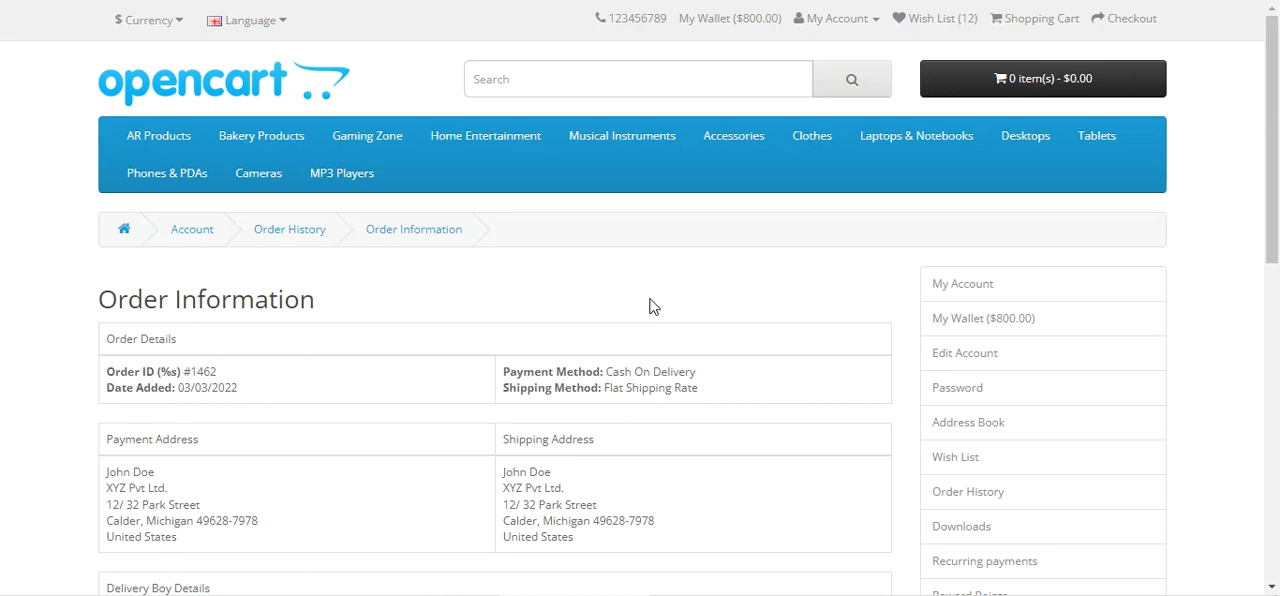 $ Currency
Language
123456789
My Wallet ($800.00)
My Account
Wish List (12)
Shopping Cart
Checkout
opencart
Search
0 item(s) - $0.00
AR Products
Bakery Products
Gaming Zone
Home Entertainment
Musical Instruments
Accessories
Clothes
Laptops & Notebooks
Desktops
Tablets
Phones & PDAs
Cameras
MP3 Players
Account
Order History
Order Information
Order Information
Order Details
Order ID (%s) #1462
Date Added: 03/03/2022
Payment Method: Cash On Delivery
Shipping Method: Flat Shipping Rate
Payment Address
John Doe
XYZ Pvt Ltd.
12/ 32 Park Street
Calder, Michigan 49628-7978
United States
Shipping Address
John Doe
XYZ Pvt Ltd.
12/ 32 Park Street
Calder, Michigan 49628-7978
United States
Delivery Boy Details
My Account
My Wallet ($800.00)
Edit Account
Password
Address Book
Wish List
Order History
Downloads
Recurring payments